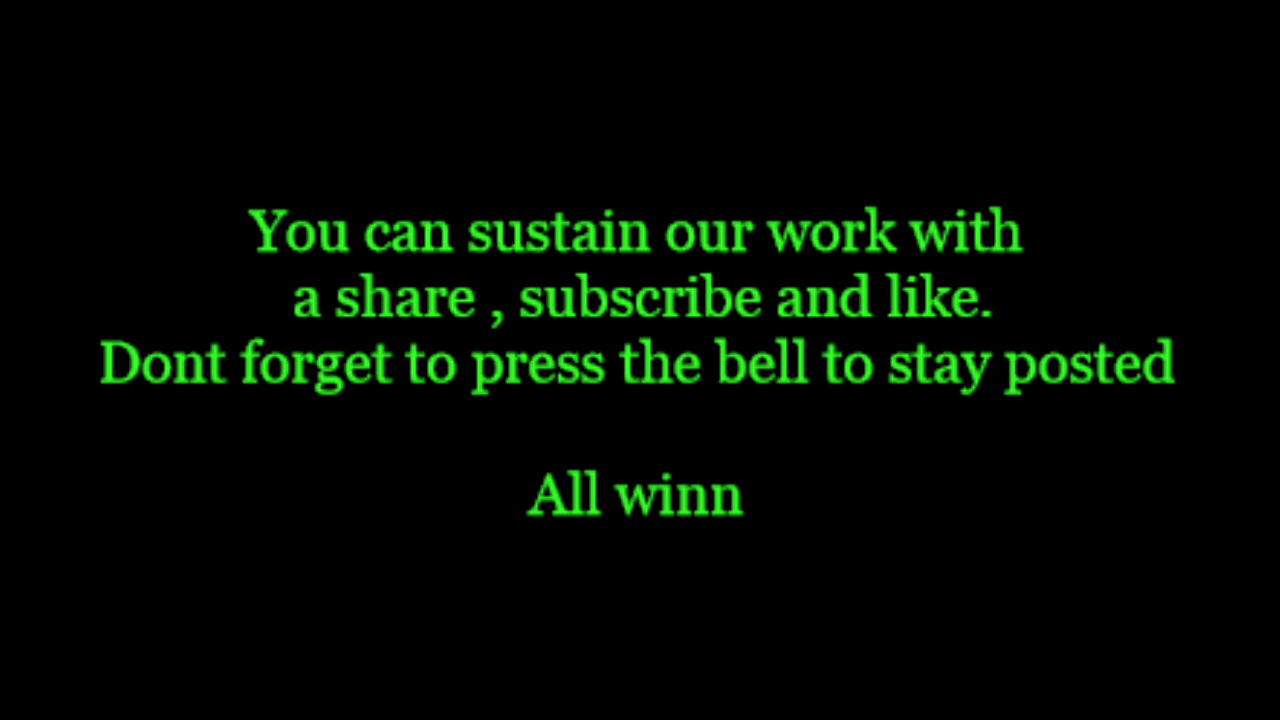 You can sustain our work with
a share , subscribe and like.
Dont forget to press the bell to stay posted
All winn